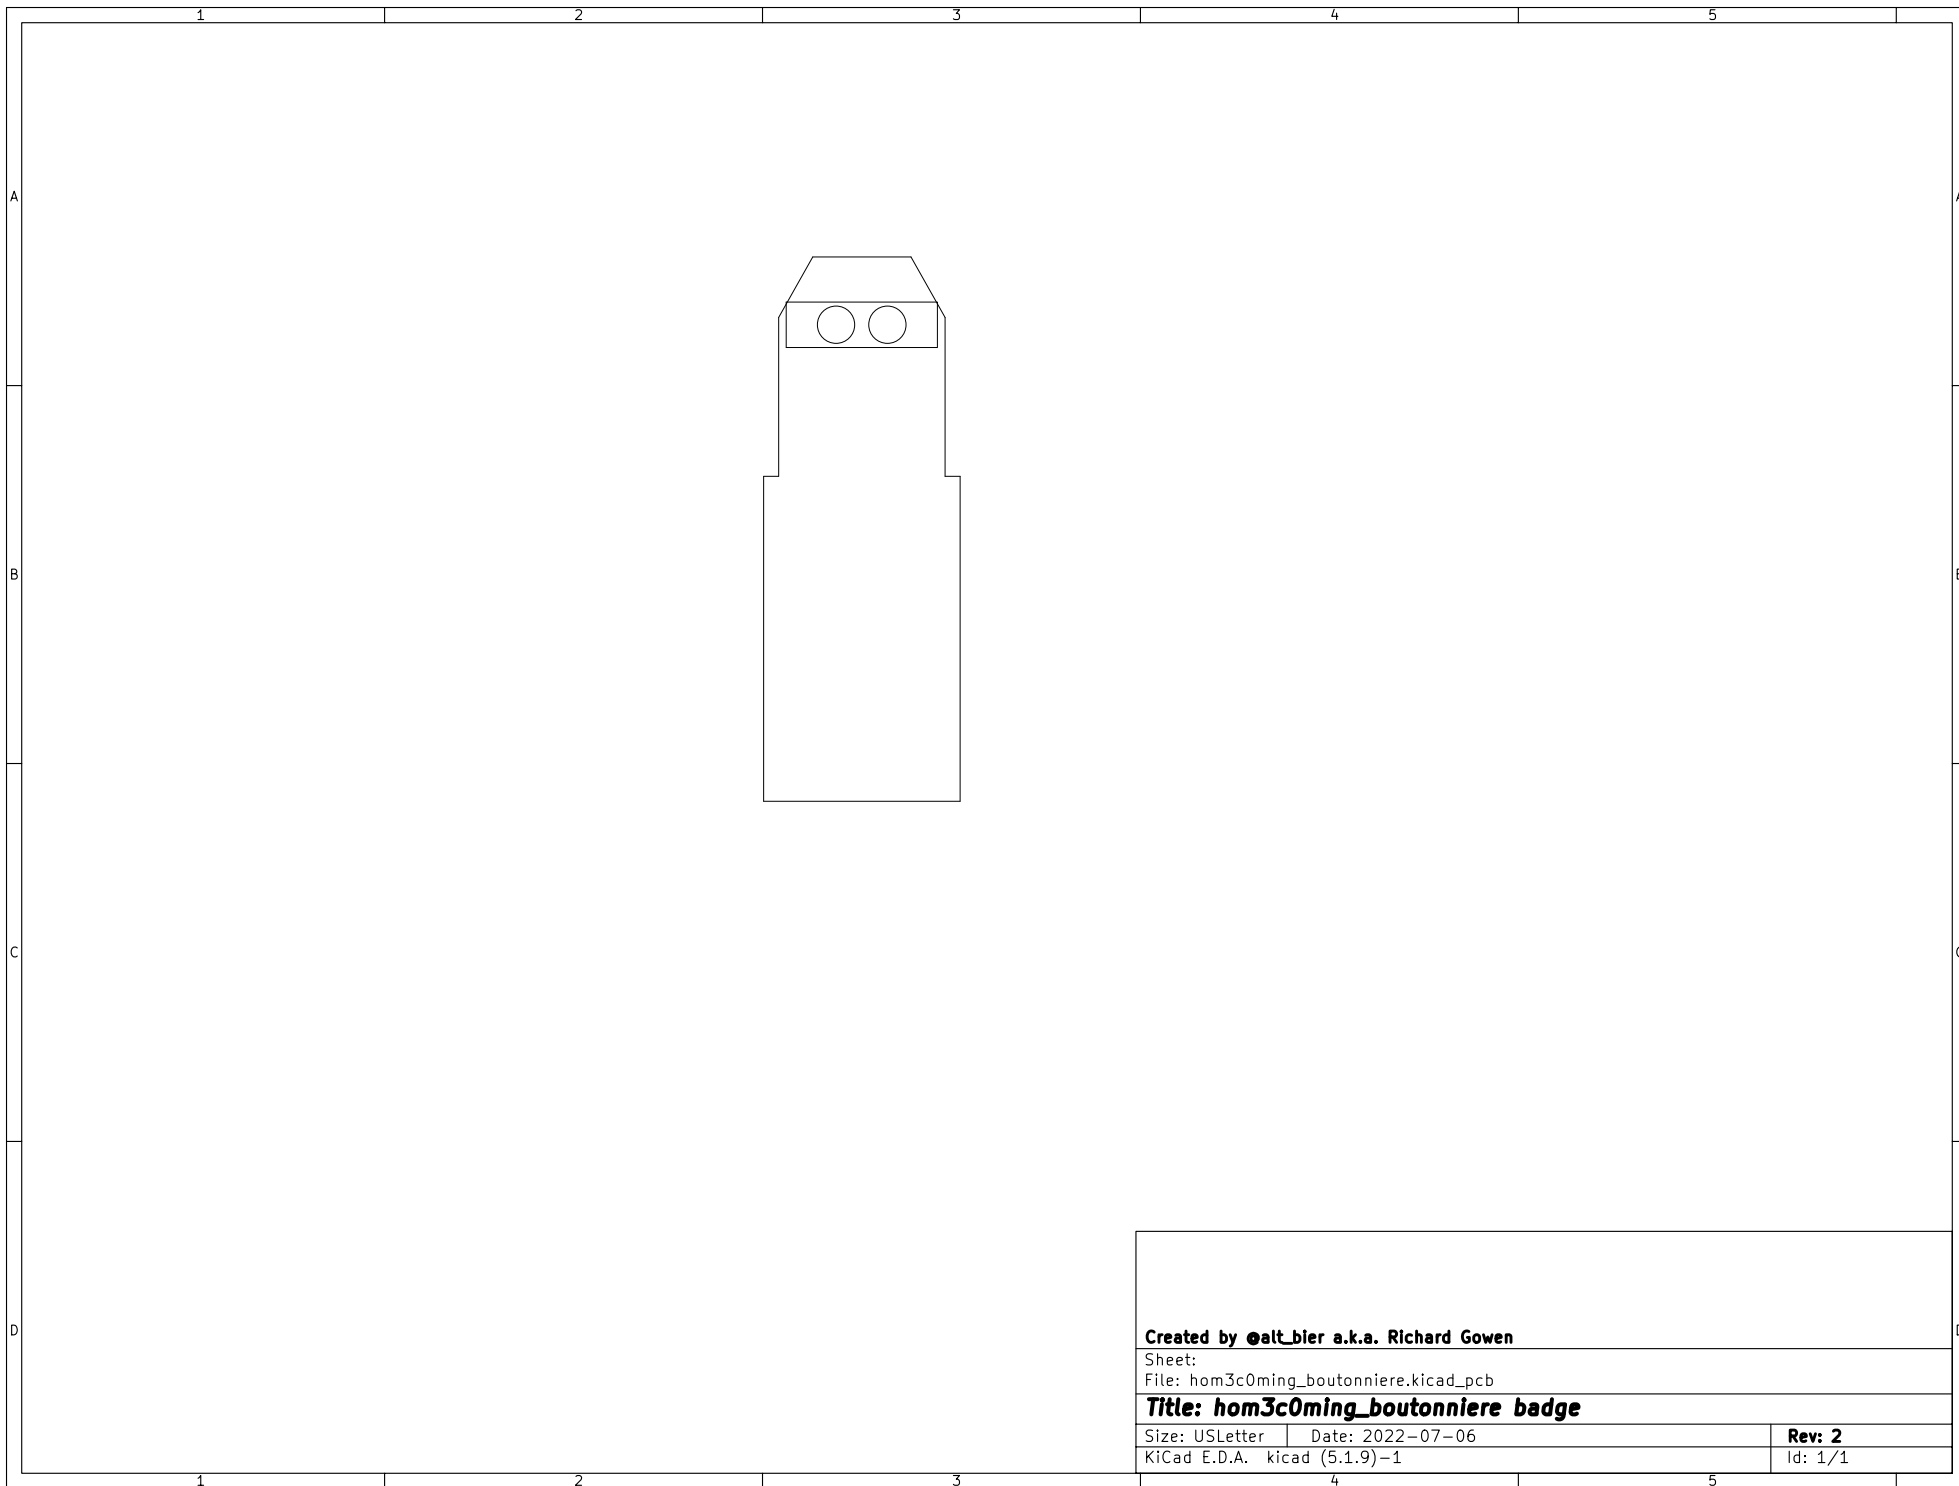 1 2 3 4 5
A A
B
C
D
Created by @alt_bier a.k.a. Richard Gowen
Sheet:
File: hom3c0ming_boutonniere.kicad_pcb
Title: hom3c0ming_boutonniere badge
Size: USLetter Date: 2022-07-06 Rev: 2
KiCad E.D.A. kicad (5.1.9)-1 Id: 1/1
1 2 3 4 5